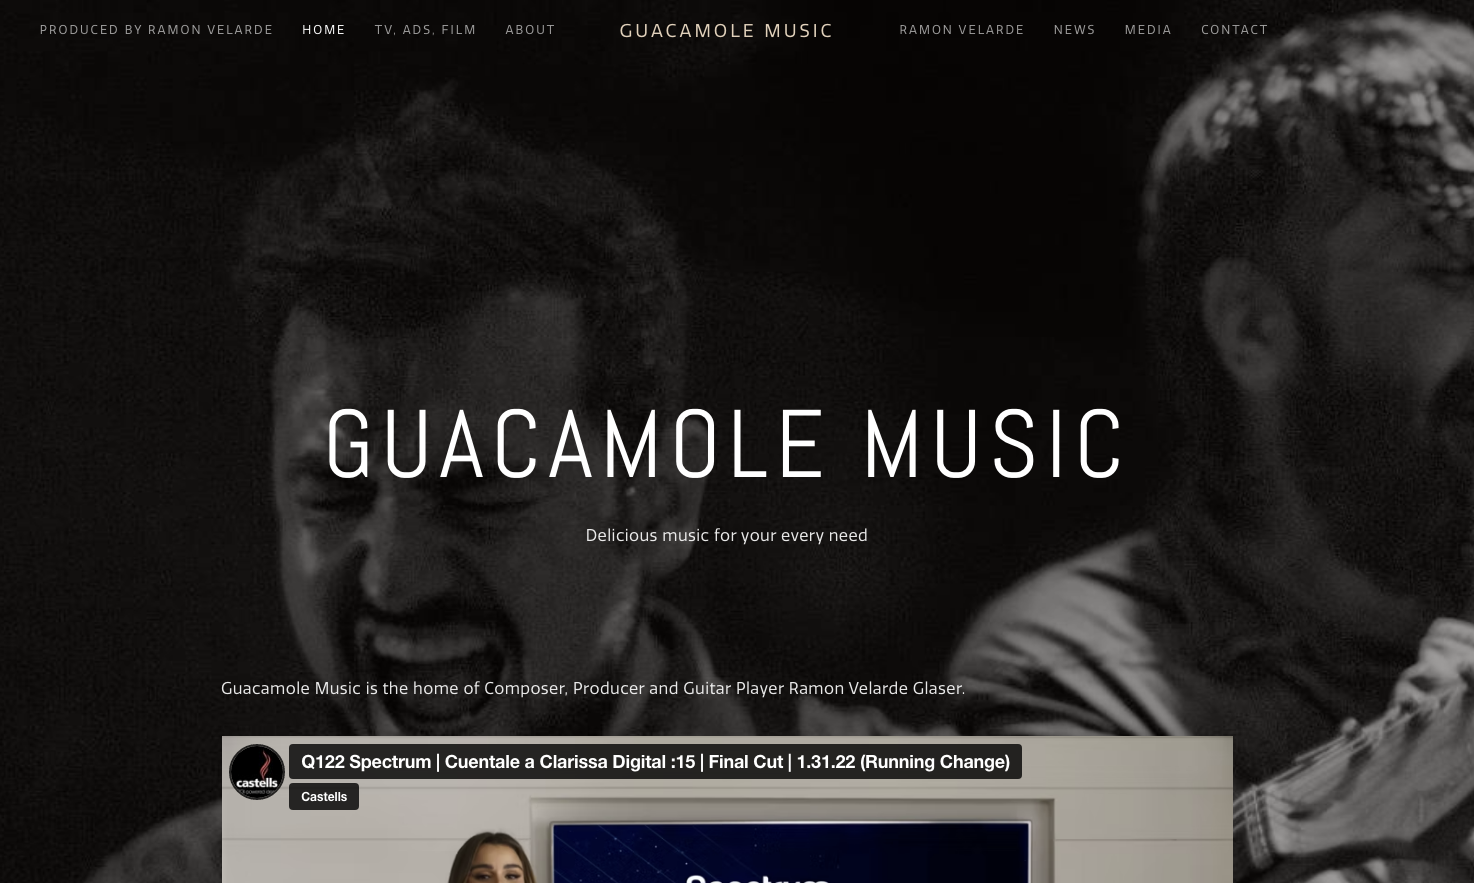 PRODUCED BY RAMON VELARDE HOME TV, ADS, FILM ABOUT GUACAMOLE MUSIC RAMON VELARDE NEWS MEDIA CONTACT
GUACAMOLE MUSIC
Delicious music for your every need
Guacamole Music is the home of Composer, Producer and Guitar Player Ramon Velarde Glaser.
Q122 Spectrum | Cuentale a Clarissa Digital :15 | Final Cut | 1.31.22 (Running Change)
castells
Castells
Spectrum